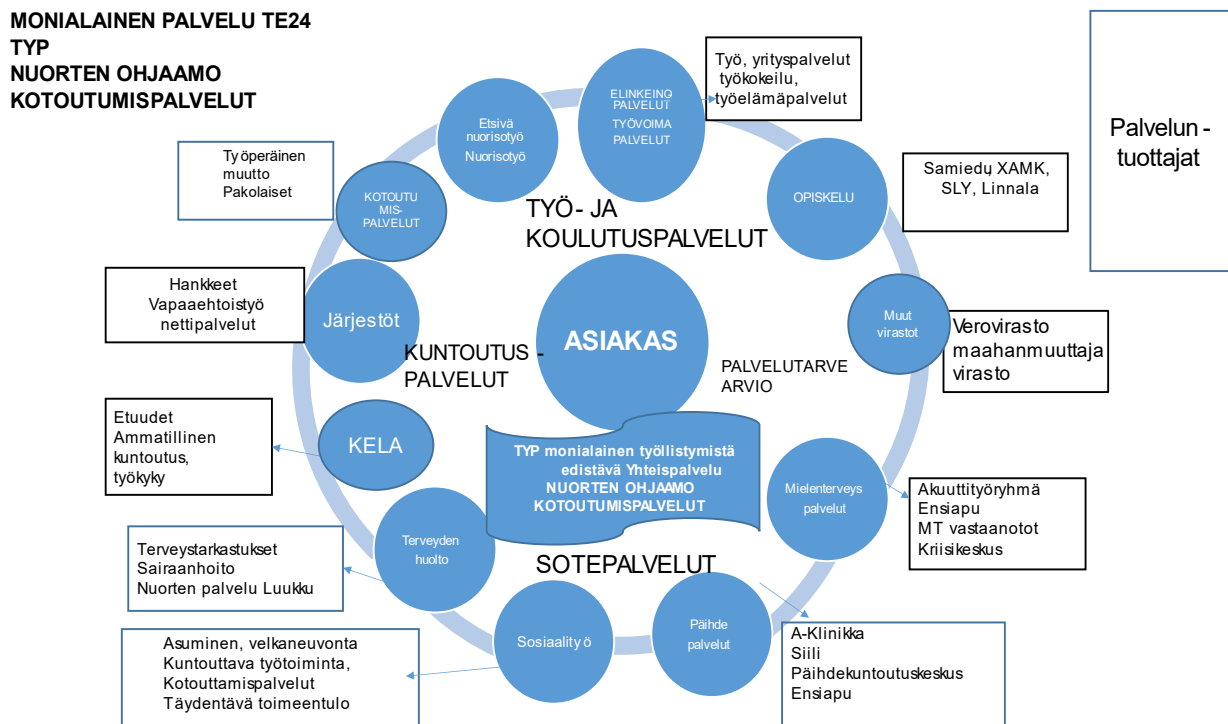 MONIALAINEN PALVELU TE24
TYP
NUORTEN OHJAAMO
KOTOUTUMISPALVELUT
Palvelun -
tuottajat
Työ, yrityspalvelut
työkokeilu,
työelämäpalvelut
ELINKEINO
PALVELUT
TYÖVOIMA
PALVELUT
Etsivä
nuorisotyö
Nuorisotyö
Työperäinen
muutto
Pakolaiset
KOTOUTU
MIS-
PALVELUT
OPISKELU
Samiedu XAMK,
SLY, Linnala
TYÖ- JA
KOULUTUSPALVELUT
Hankkeet
Vapaaehtoistyö
nettipalvelut
Järjestöt
Muut
virastot
Verovirasto
maahanmuuttaja
virasto
KUNTOUTUS -
PALVELUT
ASIAKAS
PALVELUTARVE
ARVIO
Etuudet
Ammatillinen
kuntoutus,
työkyky
KELA
TYP monialainen työllistymistä
edistävä Yhteispalvelu
NUORTEN OHJAAMO
KOTOUTUMISPALVELUT
Mielenterveys
palvelut
Akuuttityöryhmä
Ensiapu
MT vastaanotot
Kriisikeskus
Terveystarkastukset
Sairaanhoito
Nuorten palvelu Luukku
Terveyden
huolto
SOTEPALVELUT
Asuminen, velkaneuvonta
Kuntouttava työtoiminta,
Kotouttamispalvelut
Täydentävä toimeentulo
Sosiaalityö
Päihde
palvelut
A-Klinikka
Siili
Päihdekuntoutuskeskus
Ensiapu